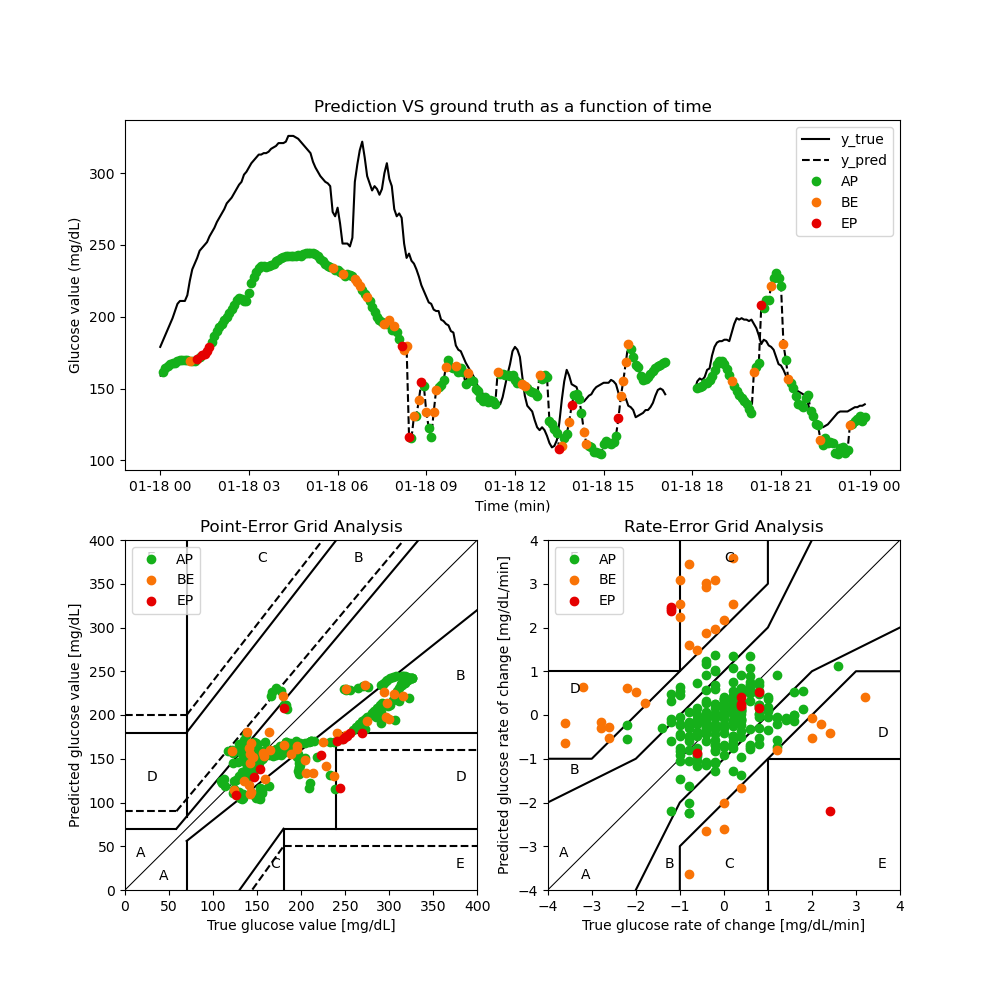 Prediction VS ground truth as a function of time
Glucose value (mg/dL)
300
250
200
150
100
y_true
y_pred
AP
BE
EP
01-18 00 01-18 03 01-18 06 01-18 09 01-18 12 01-18 15 01-18 18 01-18 21 01-19 00
Time (min)
Point-Error Grid Analysis
Predicted glucose value [mg/dL]
400
350
300
250
200
150
100
50
0
AP
BE
EP
C
B
B
D
D
A
A
C
E
0 50 100 150 200 250 300 350 400
True glucose value [mg/dL]
Rate-Error Grid Analysis
Predicted glucose rate of change [mg/dL/min]
4
3
2
1
0
−1
−2
−3
−4
AP
BE
EP
C
D
D
B
A
A
B
C
E
−4 −3 −2 −1 0 1 2 3 4
True glucose rate of change [mg/dL/min]